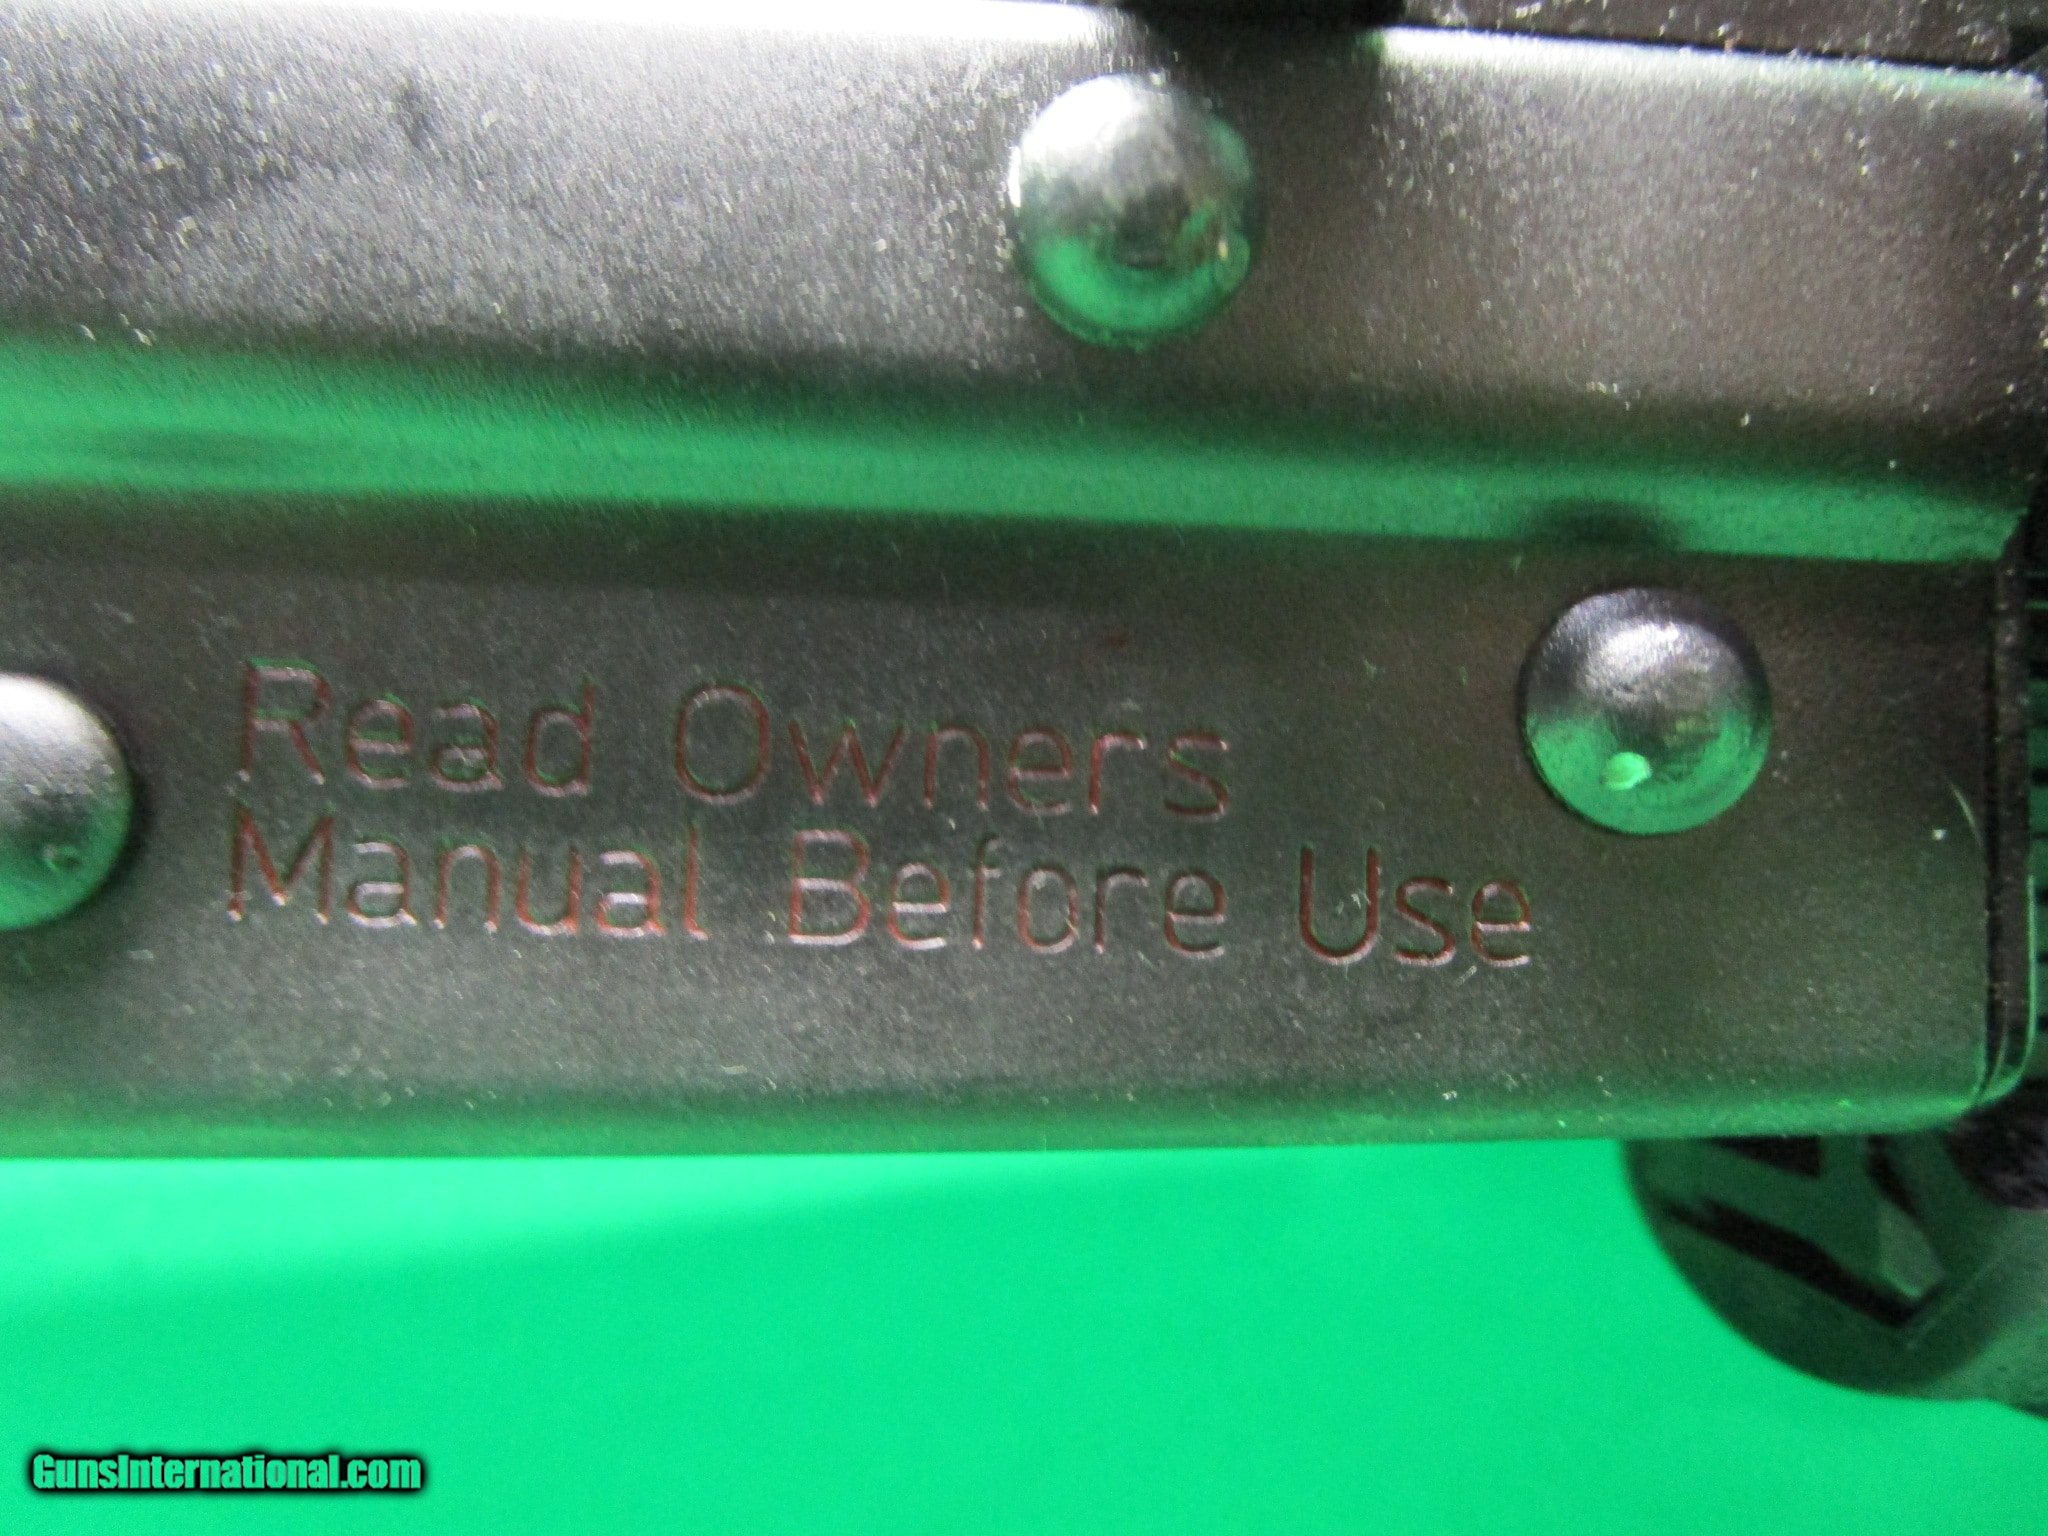 Read Owners
Manual Before Use
GunsInternational.com